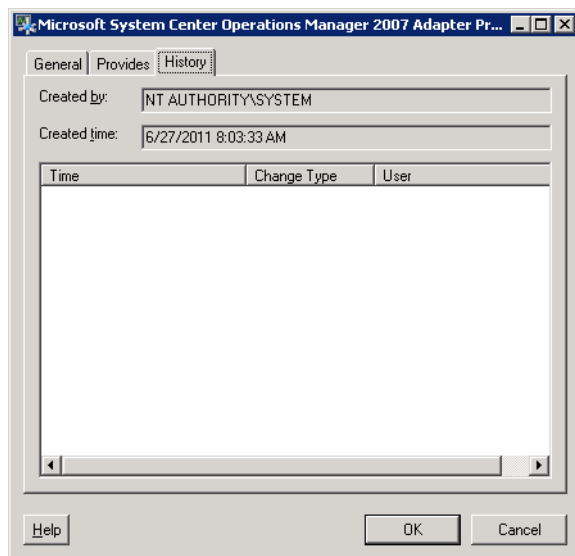 Microsoft System Center Operations Manager 2007 Adapter Pr...
General Provides History
Created by: NT AUTHORITY\SYSTEM
Created time: 6/27/2011 8:03:33 AM
Time Change Type User
Help OK Cancel